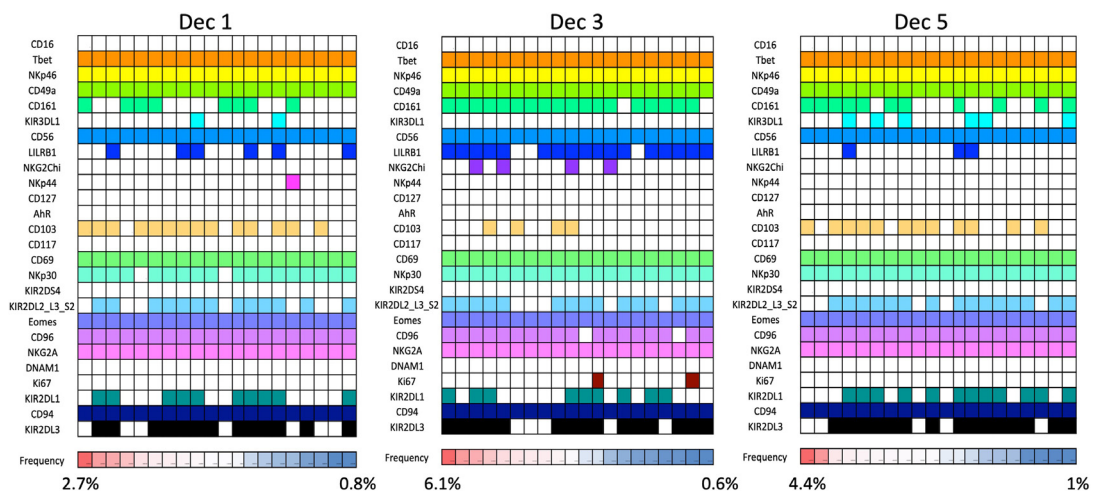 Dec 1
CD16
Tbet
NKp46
CD49a
CD161
KIR3DL1
CD56
LILRB1
NKG2Chi
NKp44
CD127
AhR
CD103
CD117
CD69
NKp30
KIR2DS4
KIR2DL2_L3_S2
Eomes
CD96
NKG2A
DNAM1
Ki67
KIR2DL1
CD94
KIR2DL3
Frequency
2.7% 0.8%
Dec 3
CD16
Tbet
NKp46
CD49a
CD161
KIR3DL1
CD56
LILRB1
NKG2Chi
NKp44
CD127
AhR
CD103
CD117
CD69
NKp30
KIR2DS4
KIR2DL2_L3_S2
Eomes
CD96
NKG2A
DNAM1
Ki67
KIR2DL1
CD94
KIR2DL3
Frequency
6.1% 0.6%
Dec 5
CD16
Tbet
NKp46
CD49a
CD161
KIR3DL1
CD56
LILRB1
NKG2Chi
NKp44
CD127
AhR
CD103
CD117
CD69
NKp30
KIR2DS4
KIR2DL2_L3_S2
Eomes
CD96
NKG2A
DNAM1
Ki67
KIR2DL1
CD94
KIR2DL3
Frequency
4.4% 1%